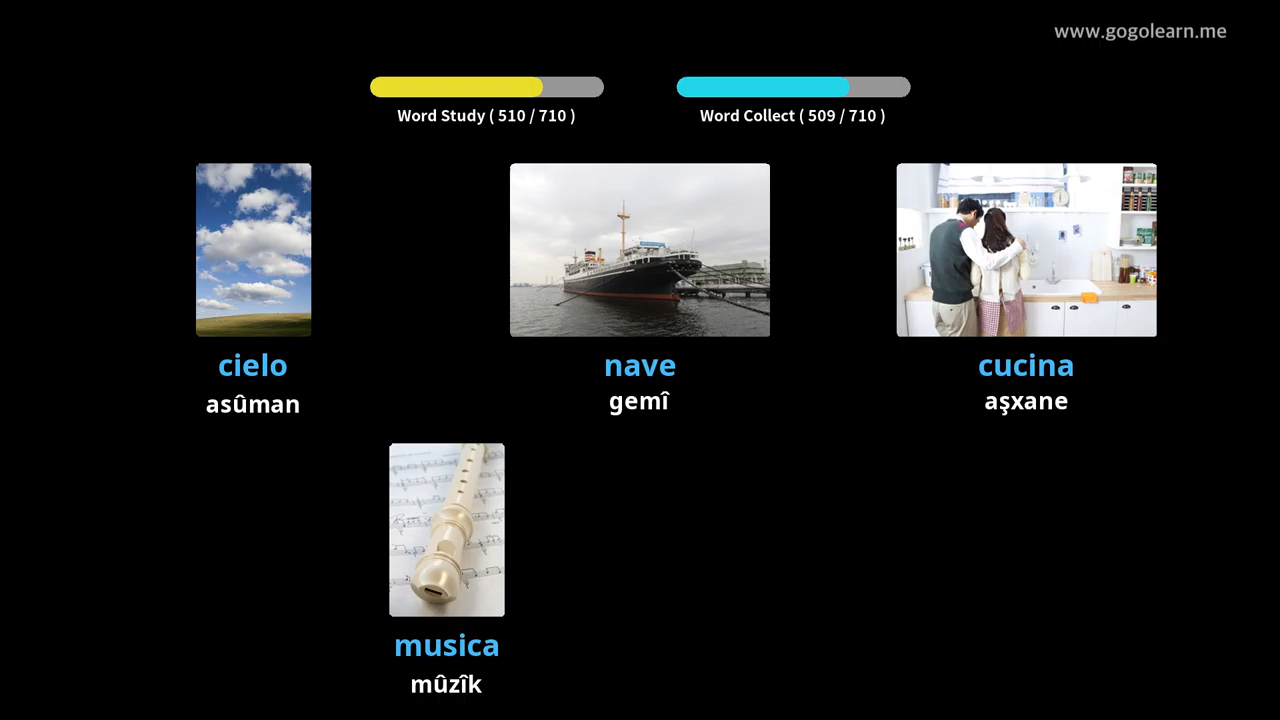 www.gogolearn.me
Word Study ( 510 / 710 )
Word Collect ( 509 / 710 )
cielo
asûman
nave
gemî
cucina
aşxane
musica
mûzîk